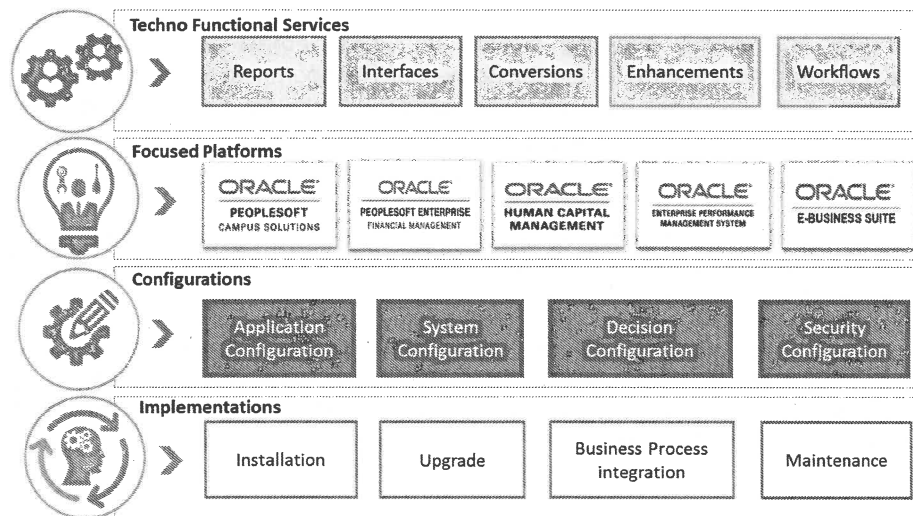 Techno Functional Services
Reports
Interfaces
Conversions
Enhancements
Workflows
Focused Platforms
ORACLE
PEOPLESOFT
CAMPUS SOLUTIONS
ORACLE
PEOPLESOFT ENTERPRISE
FINANCIAL MANAGEMENT
ORACLE
HUMAN CAPITAL
MANAGEMENT
ORACLE
ENTERPRISE PERFORMANCE
MANAGEMENT SYSTEM
ORACLE
E-BUSINESS SUITE
Configurations
Application
Configuration
System
Configuration
Decision
Configuration
Security
Configuration
Implementations
Installation
Upgrade
Business Process
integration
Maintenance